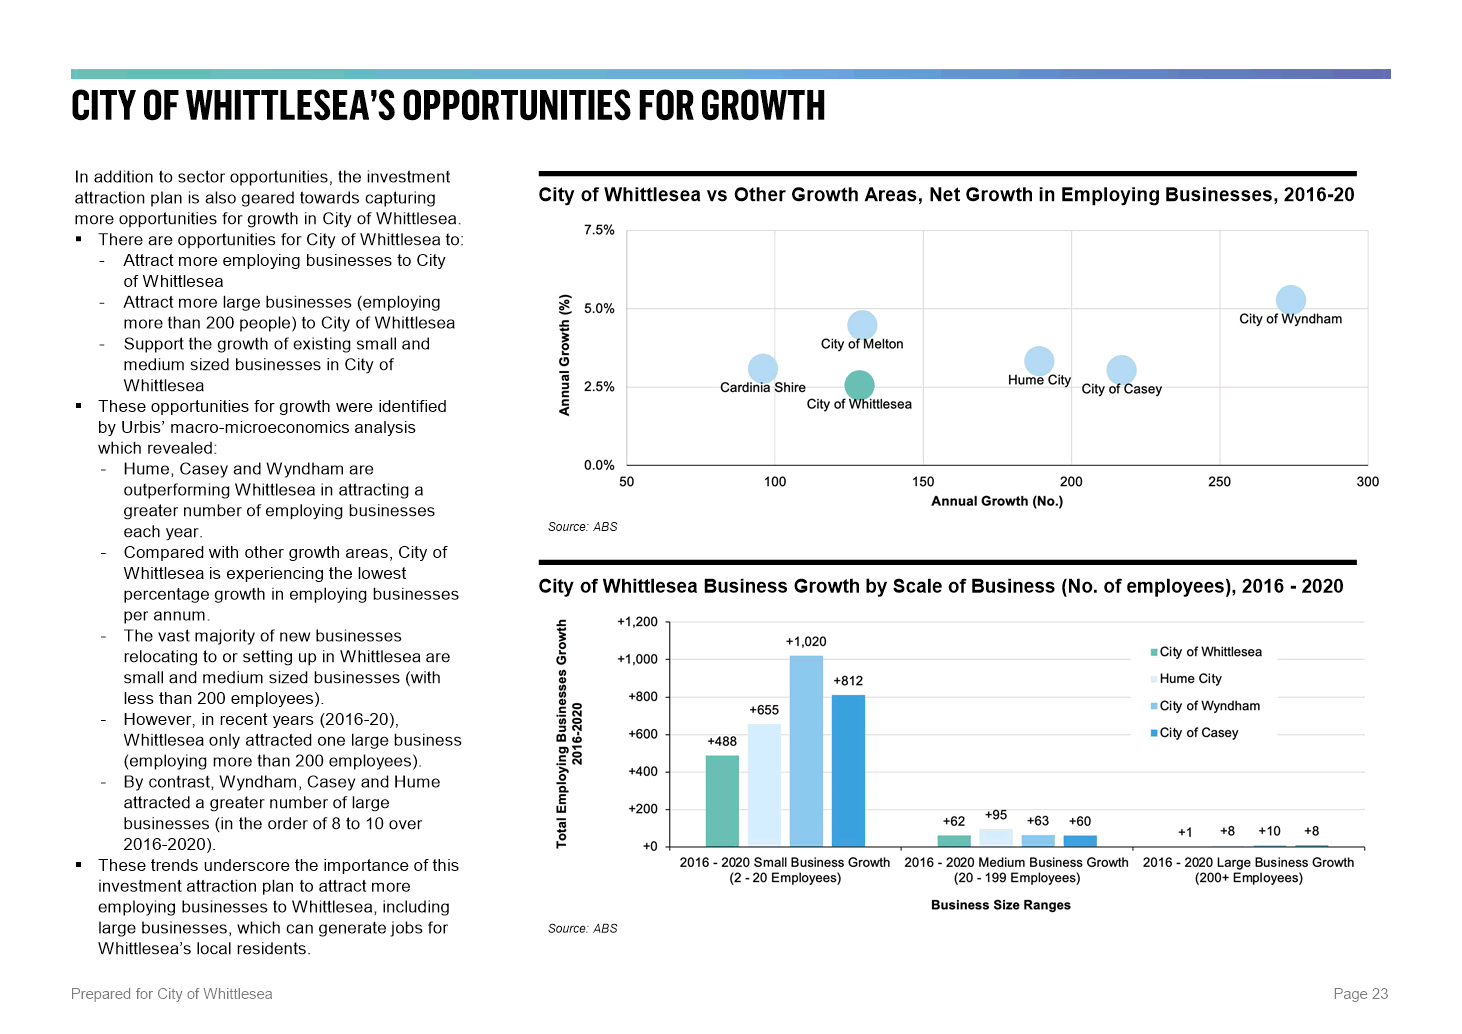 CITY OF WHITTLESEA'S OPPORTUNITIES FOR GROWTH
In addition to sector opportunities, the investment
attraction plan is also geared towards capturing
more opportunities for growth in City of Whittlesea.
▪ There are opportunities for City of Whittlesea to:
- Attract more employing businesses to City
of Whittlesea
- Attract more large businesses (employing
more than 200 people) to City of Whittlesea
- Support the growth of existing small and
medium sized businesses in City of
Whittlesea
▪ These opportunities for growth were identified
by Urbis' macro-microeconomics analysis
which revealed:
- Hume, Casey and Wyndham are
outperforming Whittlesea in attracting a
greater number of employing businesses
each year.
- Compared with other growth areas, City of
Whittlesea is experiencing the lowest
percentage growth in employing businesses
per annum.
- The vast majority of new businesses
relocating to or setting up in Whittlesea are
small and medium sized businesses (with
less than 200 employees).
- However, in recent years (2016-20),
Whittlesea only attracted one large business
(employing more than 200 employees).
- By contrast, Wyndham, Casey and Hume
attracted a greater number of large
businesses (in the order of 8 to 10 over
2016-2020).
▪ These trends underscore the importance of this
investment attraction plan to attract more
employing businesses to Whittlesea, including
large businesses, which can generate jobs for
Whittlesea's local residents.
City of Whittlesea vs Other Growth Areas, Net Growth in Employing Businesses, 2016-20
Annual Growth (%)
7.5%
5.0%
2.5%
0.0%
City of Wyndham
City of Melton
Hume City
Cardinia Shire
City of Casey
City of Whittlesea
50 100 150 200 250 300
Annual Growth (No.)
Source: ABS
City of Whittlesea Business Growth by Scale of Business (No. of employees), 2016 - 2020
Total Employing Businesses Growth
2016-2020
+1,200
+1,000
+800
+600
+400
+200
+0
+488 +655 +1,020 +812
+62 +95 +63 +60
+1 +8 +10 +8
City of Whittlesea
Hume City
City of Wyndham
City of Casey
2016 - 2020 Small Business Growth
(2 - 20 Employees)
2016 - 2020 Medium Business Growth
(20 - 199 Employees)
2016 - 2020 Large Business Growth
(200+ Employees)
Business Size Ranges
Source: ABS
Prepared for City of Whittlesea
Page 23